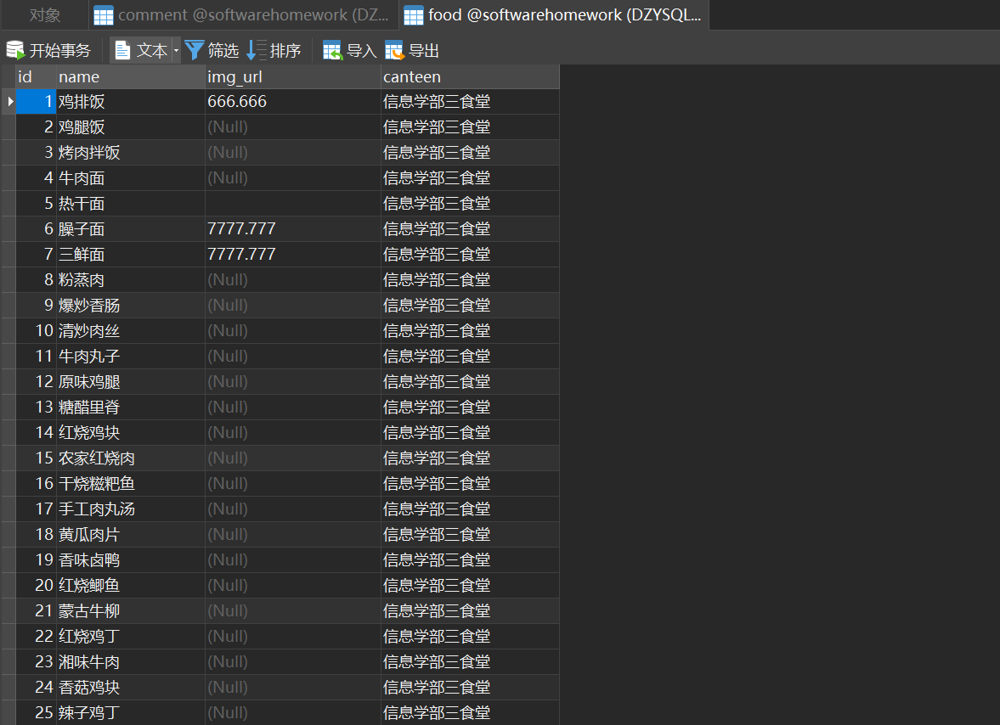 对象 comment @softwarehomework (DZ... food @softwarehomework (DZYSQL...
开始事务 文本 筛选 排序 导入 导出
id name img_url canteen
1 鸡排饭 666.666 信息学部三食堂
2 鸡腿饭 (Null) 信息学部三食堂
3 烤肉拌饭 (Null) 信息学部三食堂
4 牛肉面 (Null) 信息学部三食堂
5 热干面 信息学部三食堂
6 臊子面 7777.777 信息学部三食堂
7 三鲜面 7777.777 信息学部三食堂
8 粉蒸肉 (Null) 信息学部三食堂
9 爆炒香肠 (Null) 信息学部三食堂
10 清炒肉丝 (Null) 信息学部三食堂
11 牛肉丸子 (Null) 信息学部三食堂
12 原味鸡腿 (Null) 信息学部三食堂
13 糖醋里脊 (Null) 信息学部三食堂
14 红烧鸡块 (Null) 信息学部三食堂
15 农家红烧肉 (Null) 信息学部三食堂
16 干烧糍粑鱼 (Null) 信息学部三食堂
17 手工肉丸汤 (Null) 信息学部三食堂
18 黄瓜肉片 (Null) 信息学部三食堂
19 香味卤鸭 (Null) 信息学部三食堂
20 红烧鲫鱼 (Null) 信息学部三食堂
21 蒙古牛柳 (Null) 信息学部三食堂
22 红烧鸡丁 (Null) 信息学部三食堂
23 湘味牛肉 (Null) 信息学部三食堂
24 香菇鸡块 (Null) 信息学部三食堂
25 辣子鸡丁 (Null) 信息学部三食堂